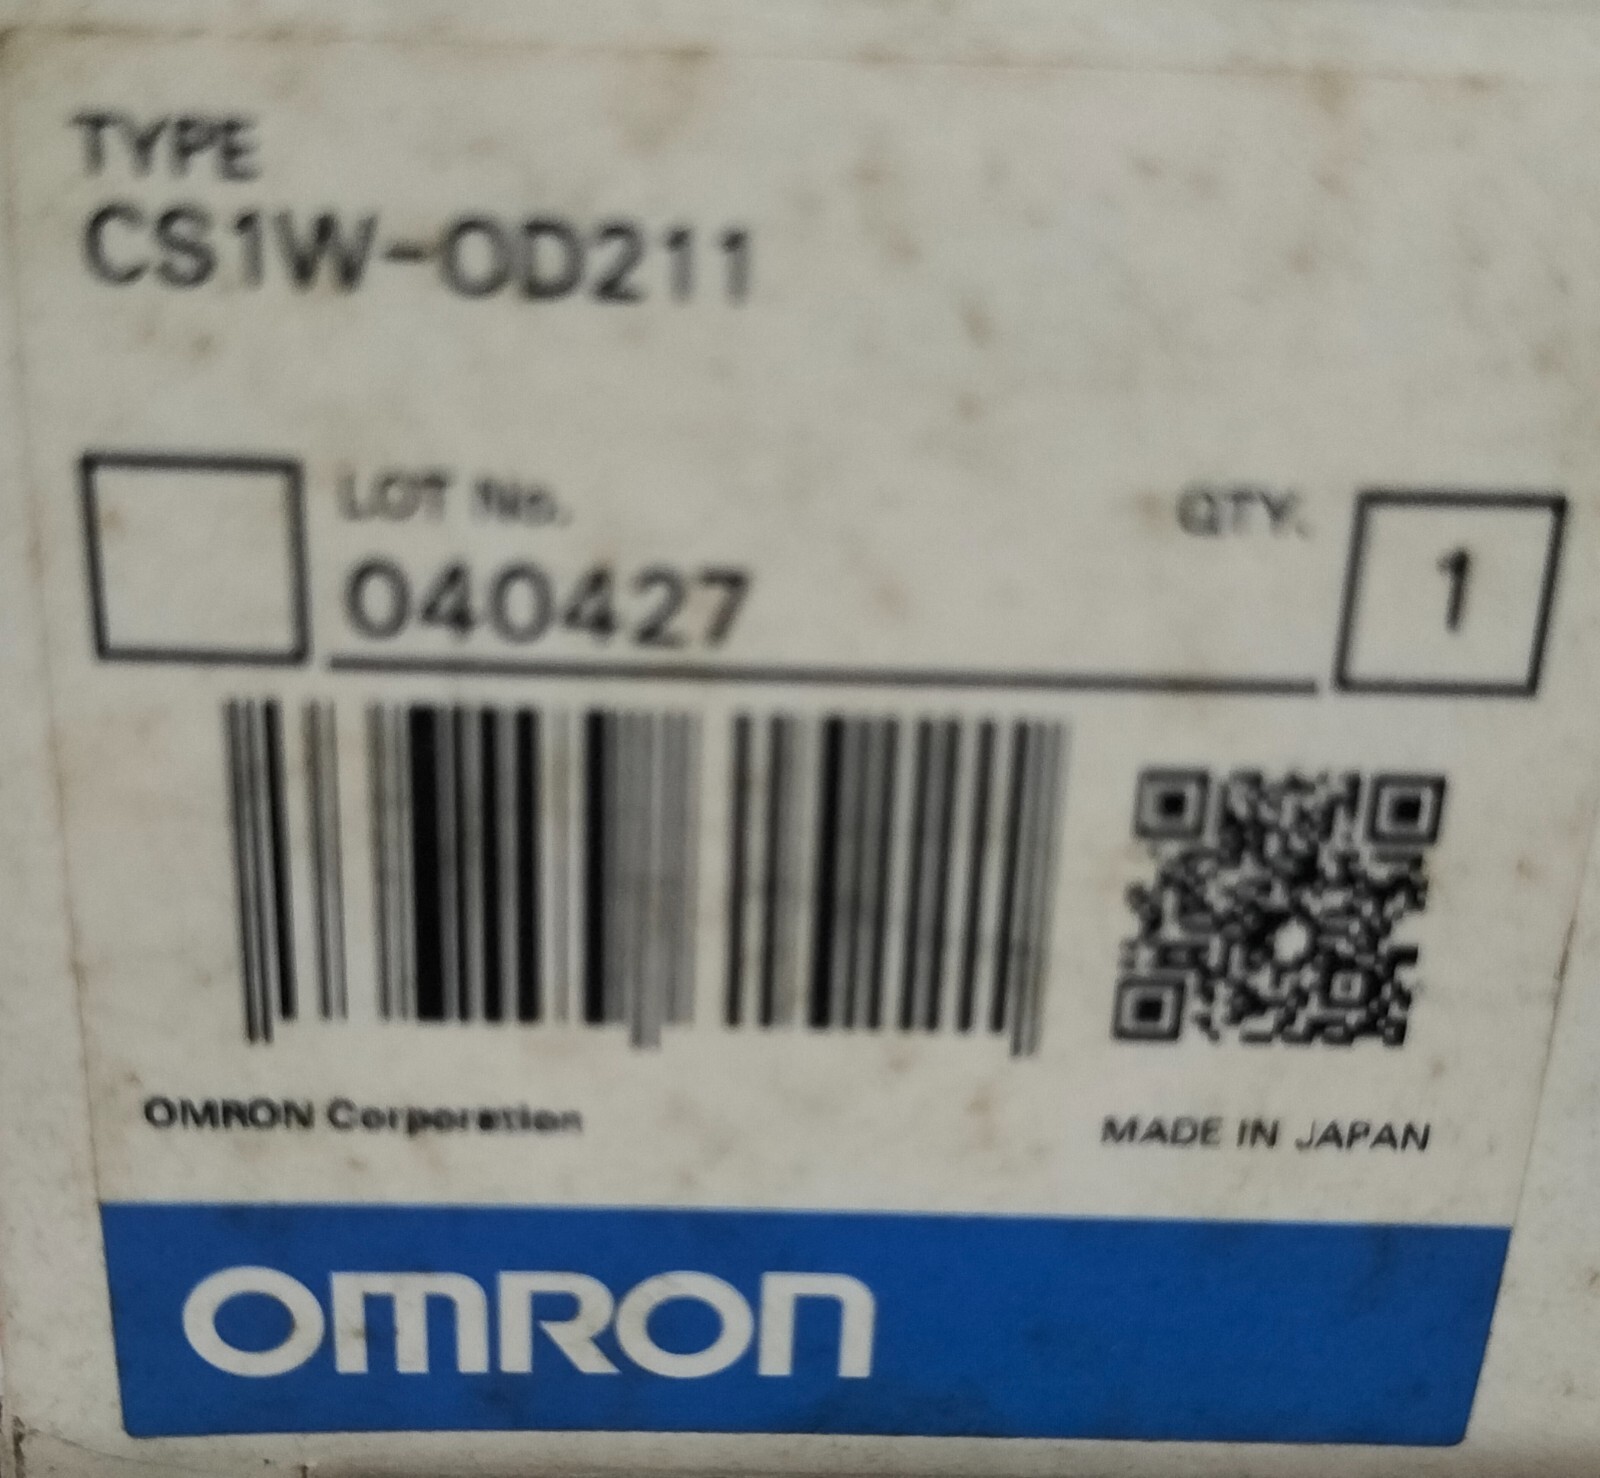 TYPE
CS1W-OD211
LOT No.
040427
QTY.
1
OMRON Corporation
MADE IN JAPAN
OMRON